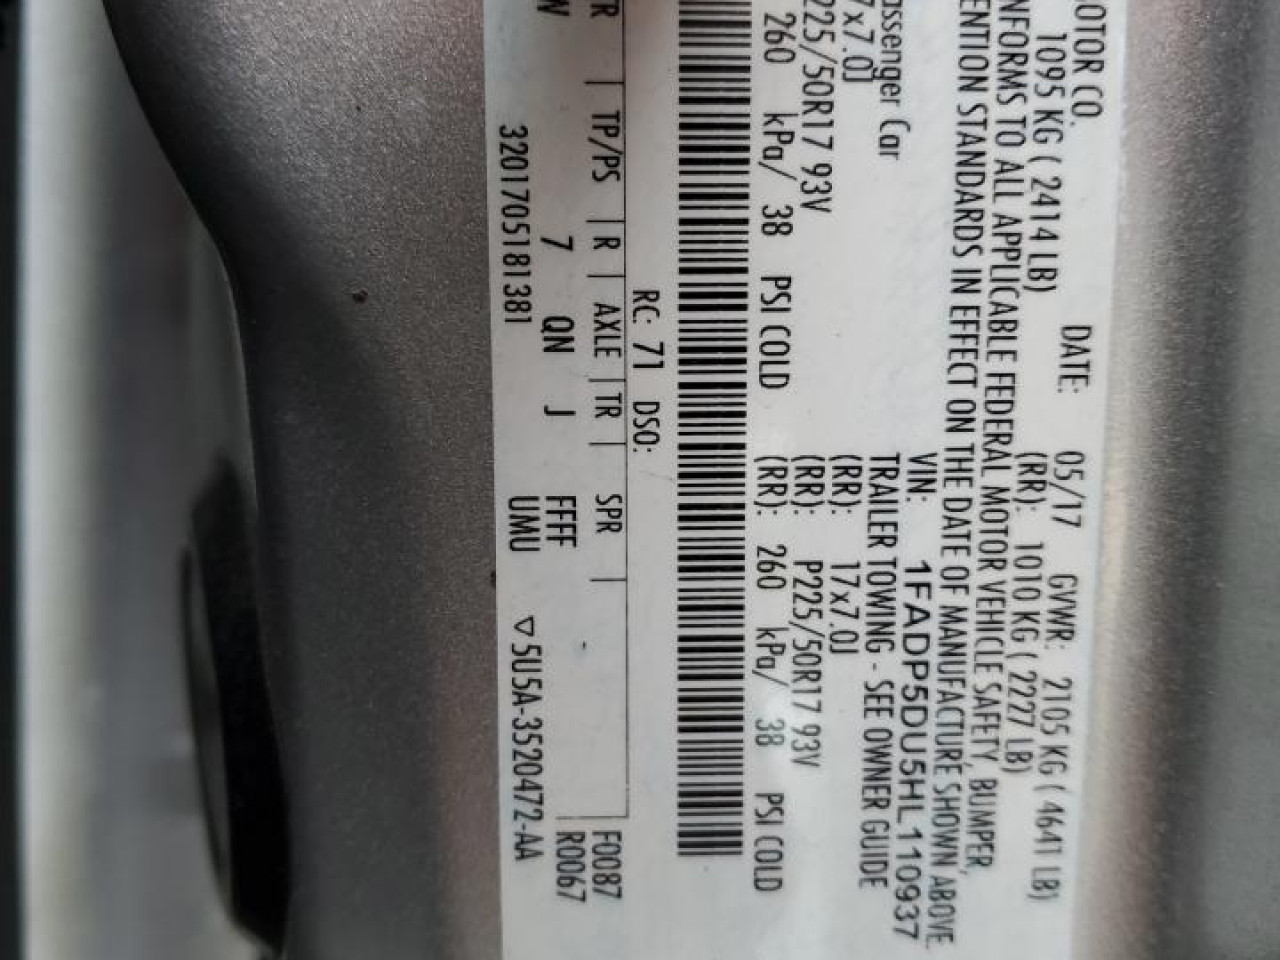 OTOR CO. DATE: 05/17 GVWR: 2105 KG ( 4641 LB)
1095 KG ( 2414 LB) (RR): 1010 KG ( 2227 LB)
NFORMS TO ALL APPLICABLE FEDERAL MOTOR VEHICLE SAFETY, BUMPER,
ENTION STANDARDS IN EFFECT ON THE DATE OF MANUFACTURE SHOWN ABOVE.
VIN: 1FADP5DU5HL110937
assenger Car TRAILER TOWING - SEE OWNER GUIDE
7x7.0J (RR): 17x7.0J
225/50R17 93V (RR): P225/50R17 93V
260 kPa/ 38 PSI COLD (RR): 260 kPa/ 38 PSI COLD
RC: 71 DSO:
TR | TP/PS | R | AXLE | TR | SPR | F0087
W 7 QN J FFFF - R0067
3201705181381 UMU ▽5U5A-3520472-AA